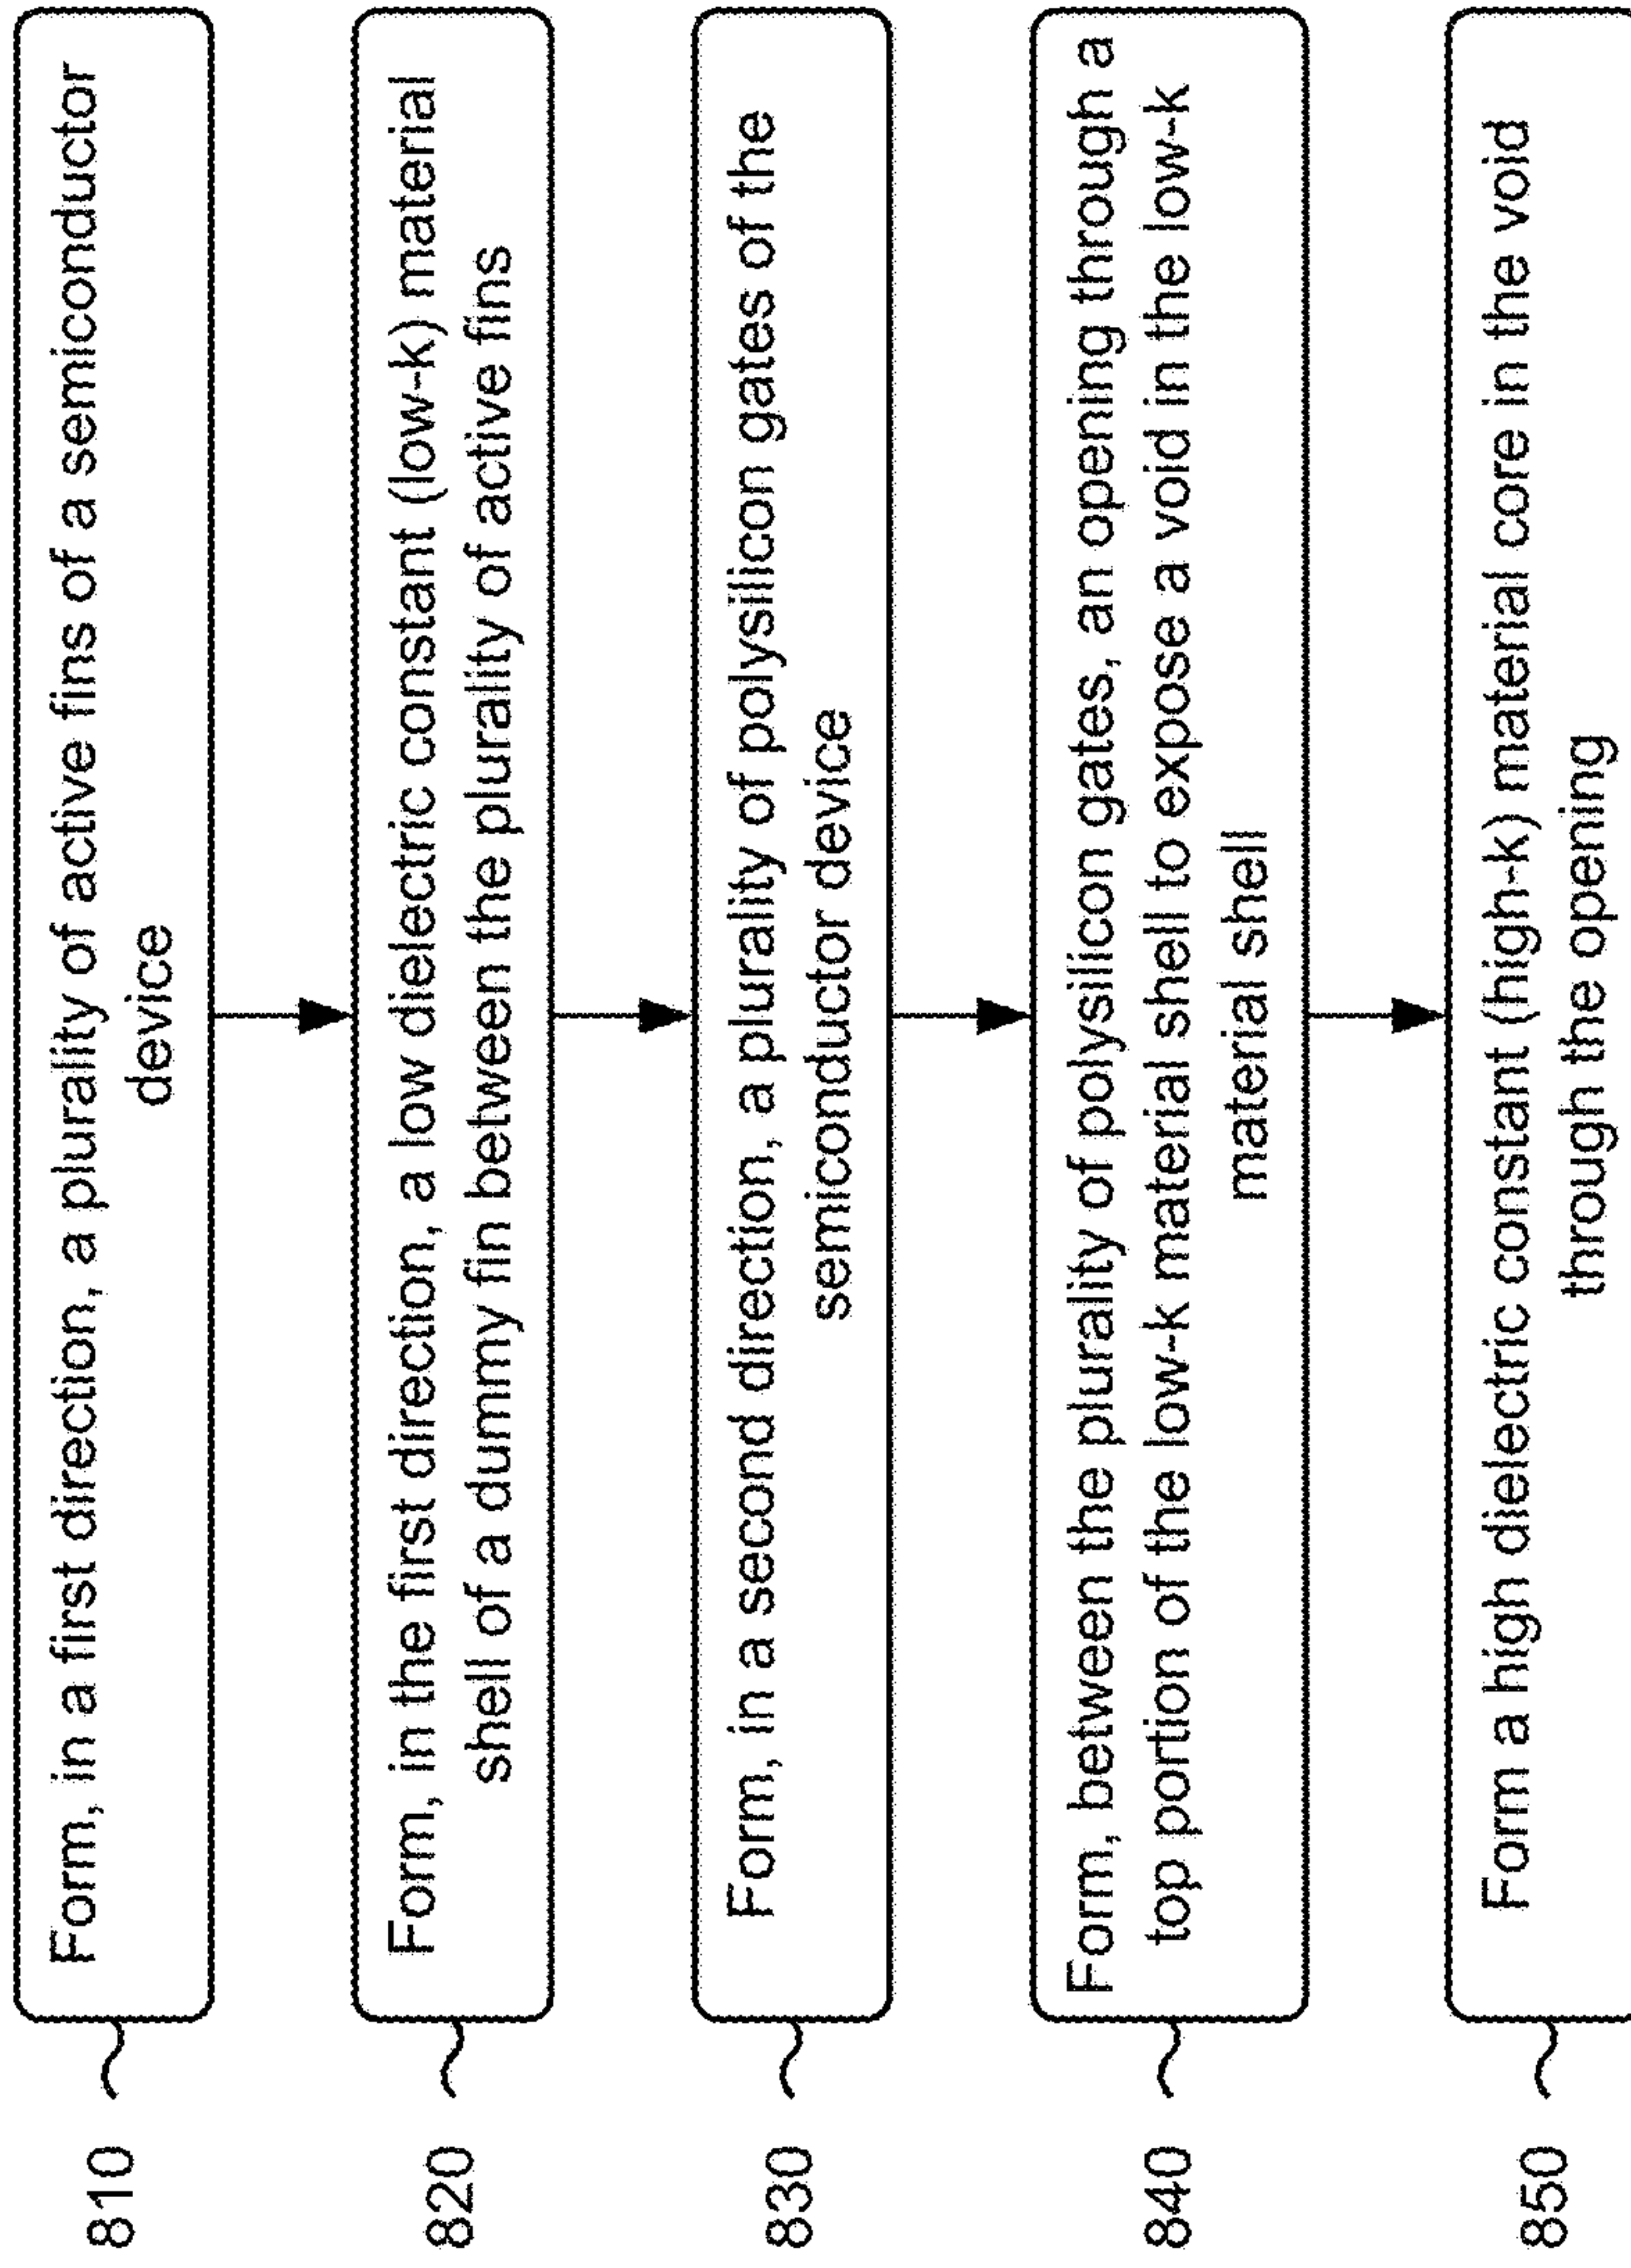 810
Form, in a first direction, a plurality of active fins of a semiconductor
device
820
Form, in the first direction, a low dielectric constant (low-k) material
shell of a dummy fin between the plurality of active fins
830
Form, in a second direction, a plurality of polysilicon gates of the
semiconductor device
840
Form, between the plurality of polysilicon gates, an opening through a
top portion of the low-k material shell to expose a void in the low-k
material shell
850
Form a high dielectric constant (high-k) material core in the void
through the opening